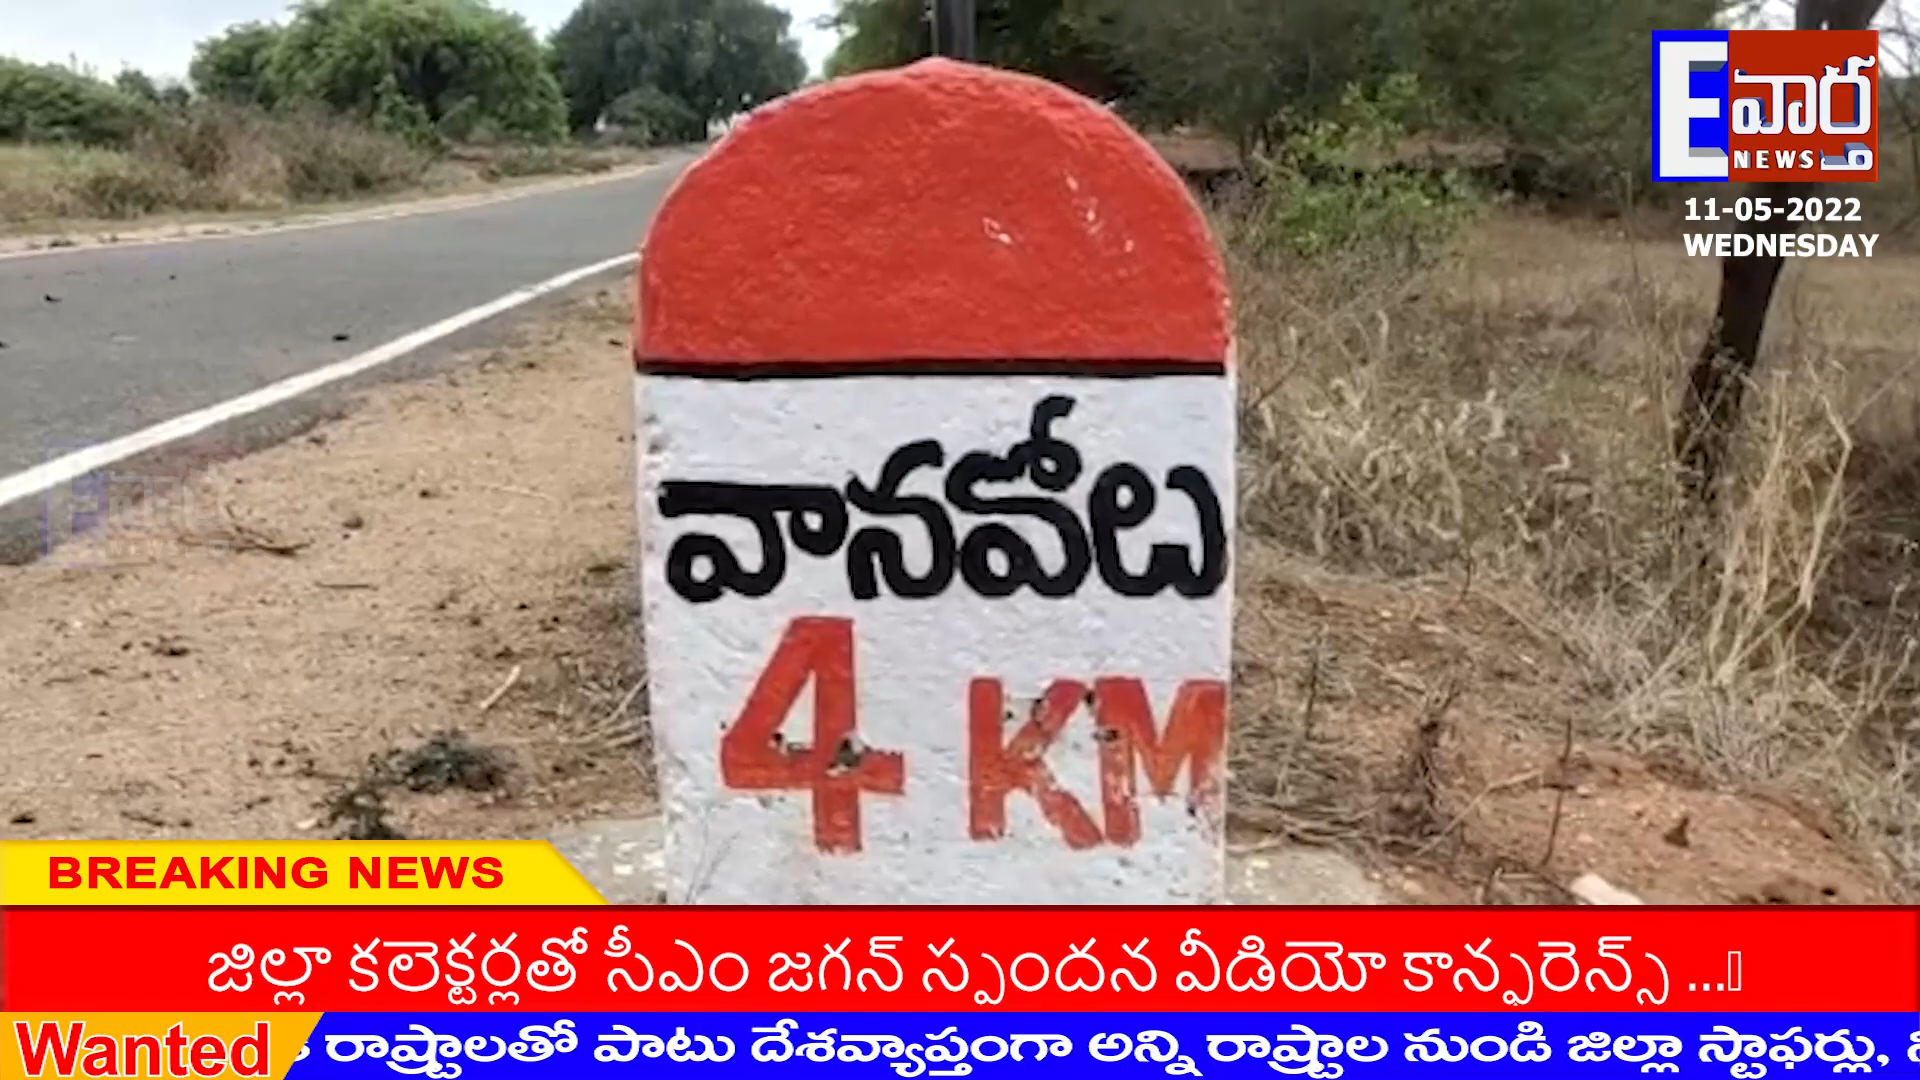 E వార్త
NEWS
11-05-2022
WEDNESDAY
వానవోలు
4 KM
BREAKING NEWS
జిల్లా కలెక్టర్లతో సీఎం జగన్ స్పందన వీడియో కాన్ఫరెన్స్ ...
Wanted
రాష్ట్రాలతో పాటు దేశవ్యాప్తంగా అన్ని రాష్ట్రాల నుండి జిల్లా స్టాఫర్లు,